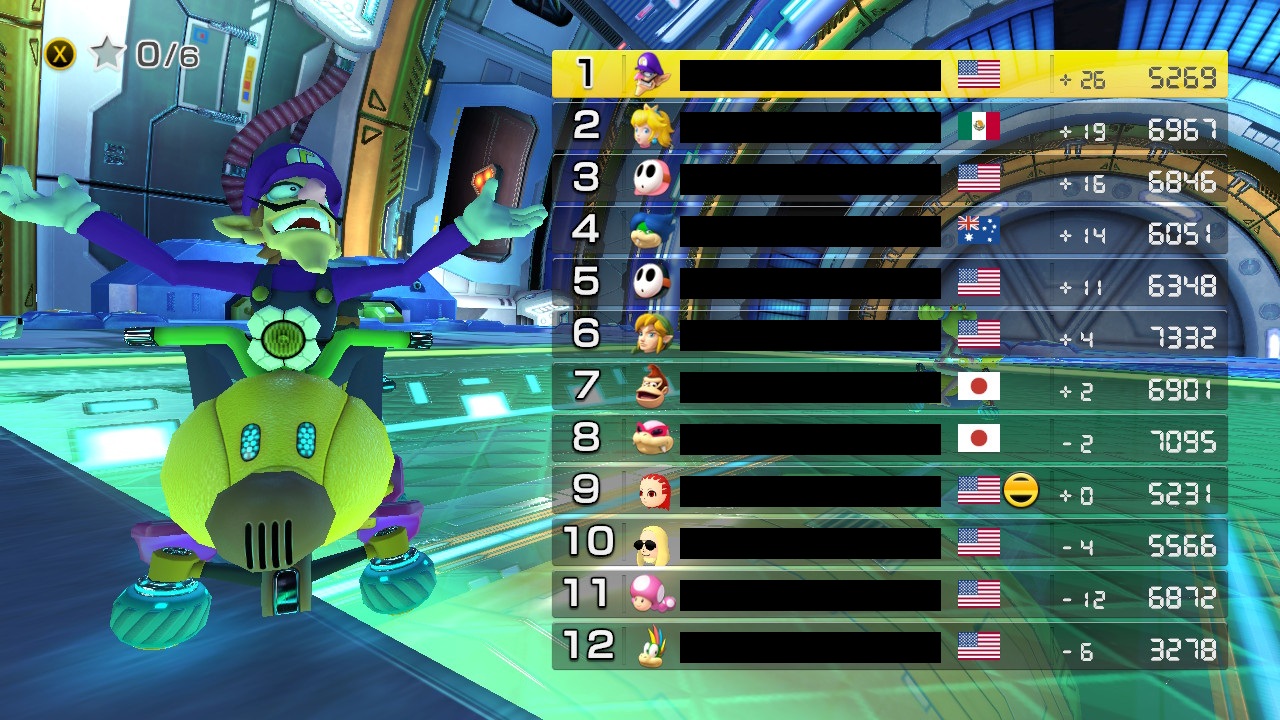 X 0/6
1 + 26 5269
2 + 19 6967
3 + 16 6846
4 + 14 6051
5 + 11 6348
6 + 4 7332
7 + 2 6901
8 - 2 7095
9 + 0 5231
10 - 4 5566
11 - 12 6872
12 - 6 3278